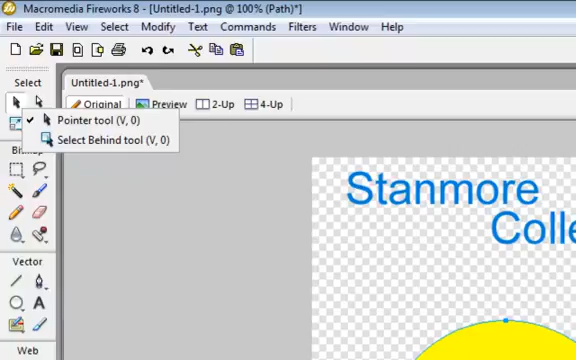 Macromedia Fireworks 8 - [Untitled-1.png @ 100% (Path)*]
File Edit View Select Modify Text Commands Filters Window Help
Select
Untitled-1.png*
Original Preview 2-Up 4-Up
Pointer tool (V, 0)
Select Behind tool (V, 0)
Vector
Web
Stanmore